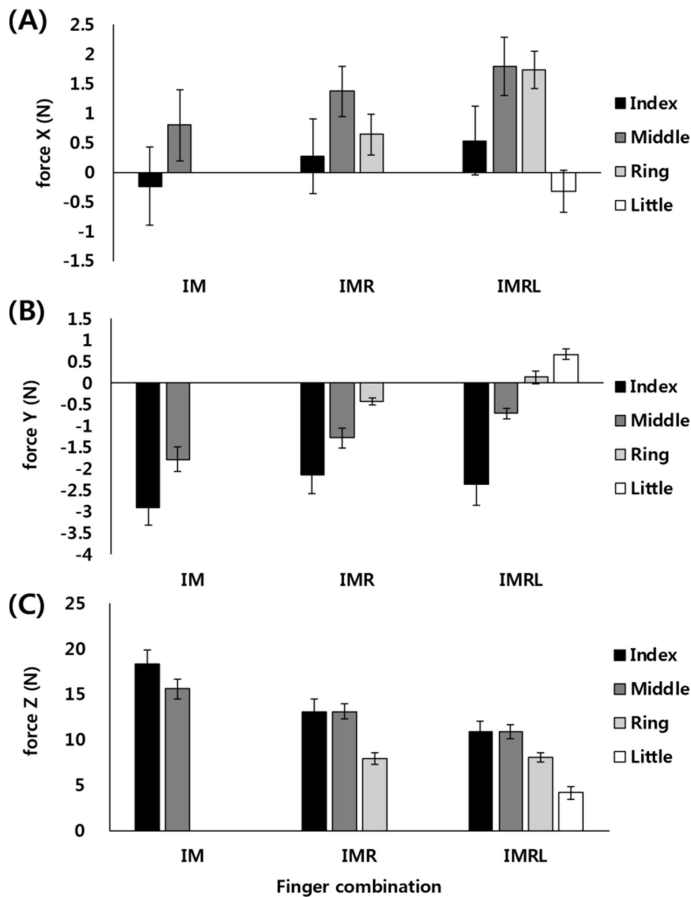 (A)
force X (N)
2.5
2
1.5
1
0.5
0
-0.5
-1
-1.5
IM
IMR
IMRL
Index
Middle
Ring
Little
(B)
force Y (N)
1.5
1
0.5
0
-0.5
-1
-1.5
-2
-2.5
-3
-3.5
-4
IM
IMR
IMRL
Index
Middle
Ring
Little
(C)
force Z (N)
25
20
15
10
5
0
IM
IMR
IMRL
Index
Middle
Ring
Little
Finger combination